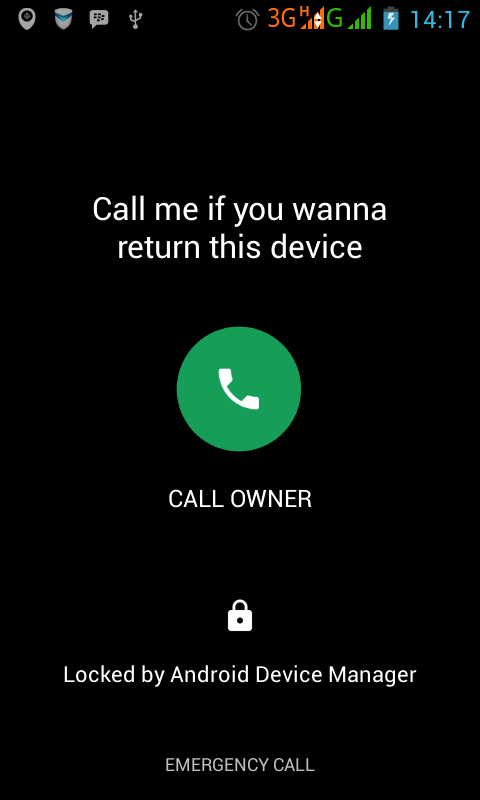 3G H G 14:17
Call me if you wanna
return this device
CALL OWNER
Locked by Android Device Manager
EMERGENCY CALL